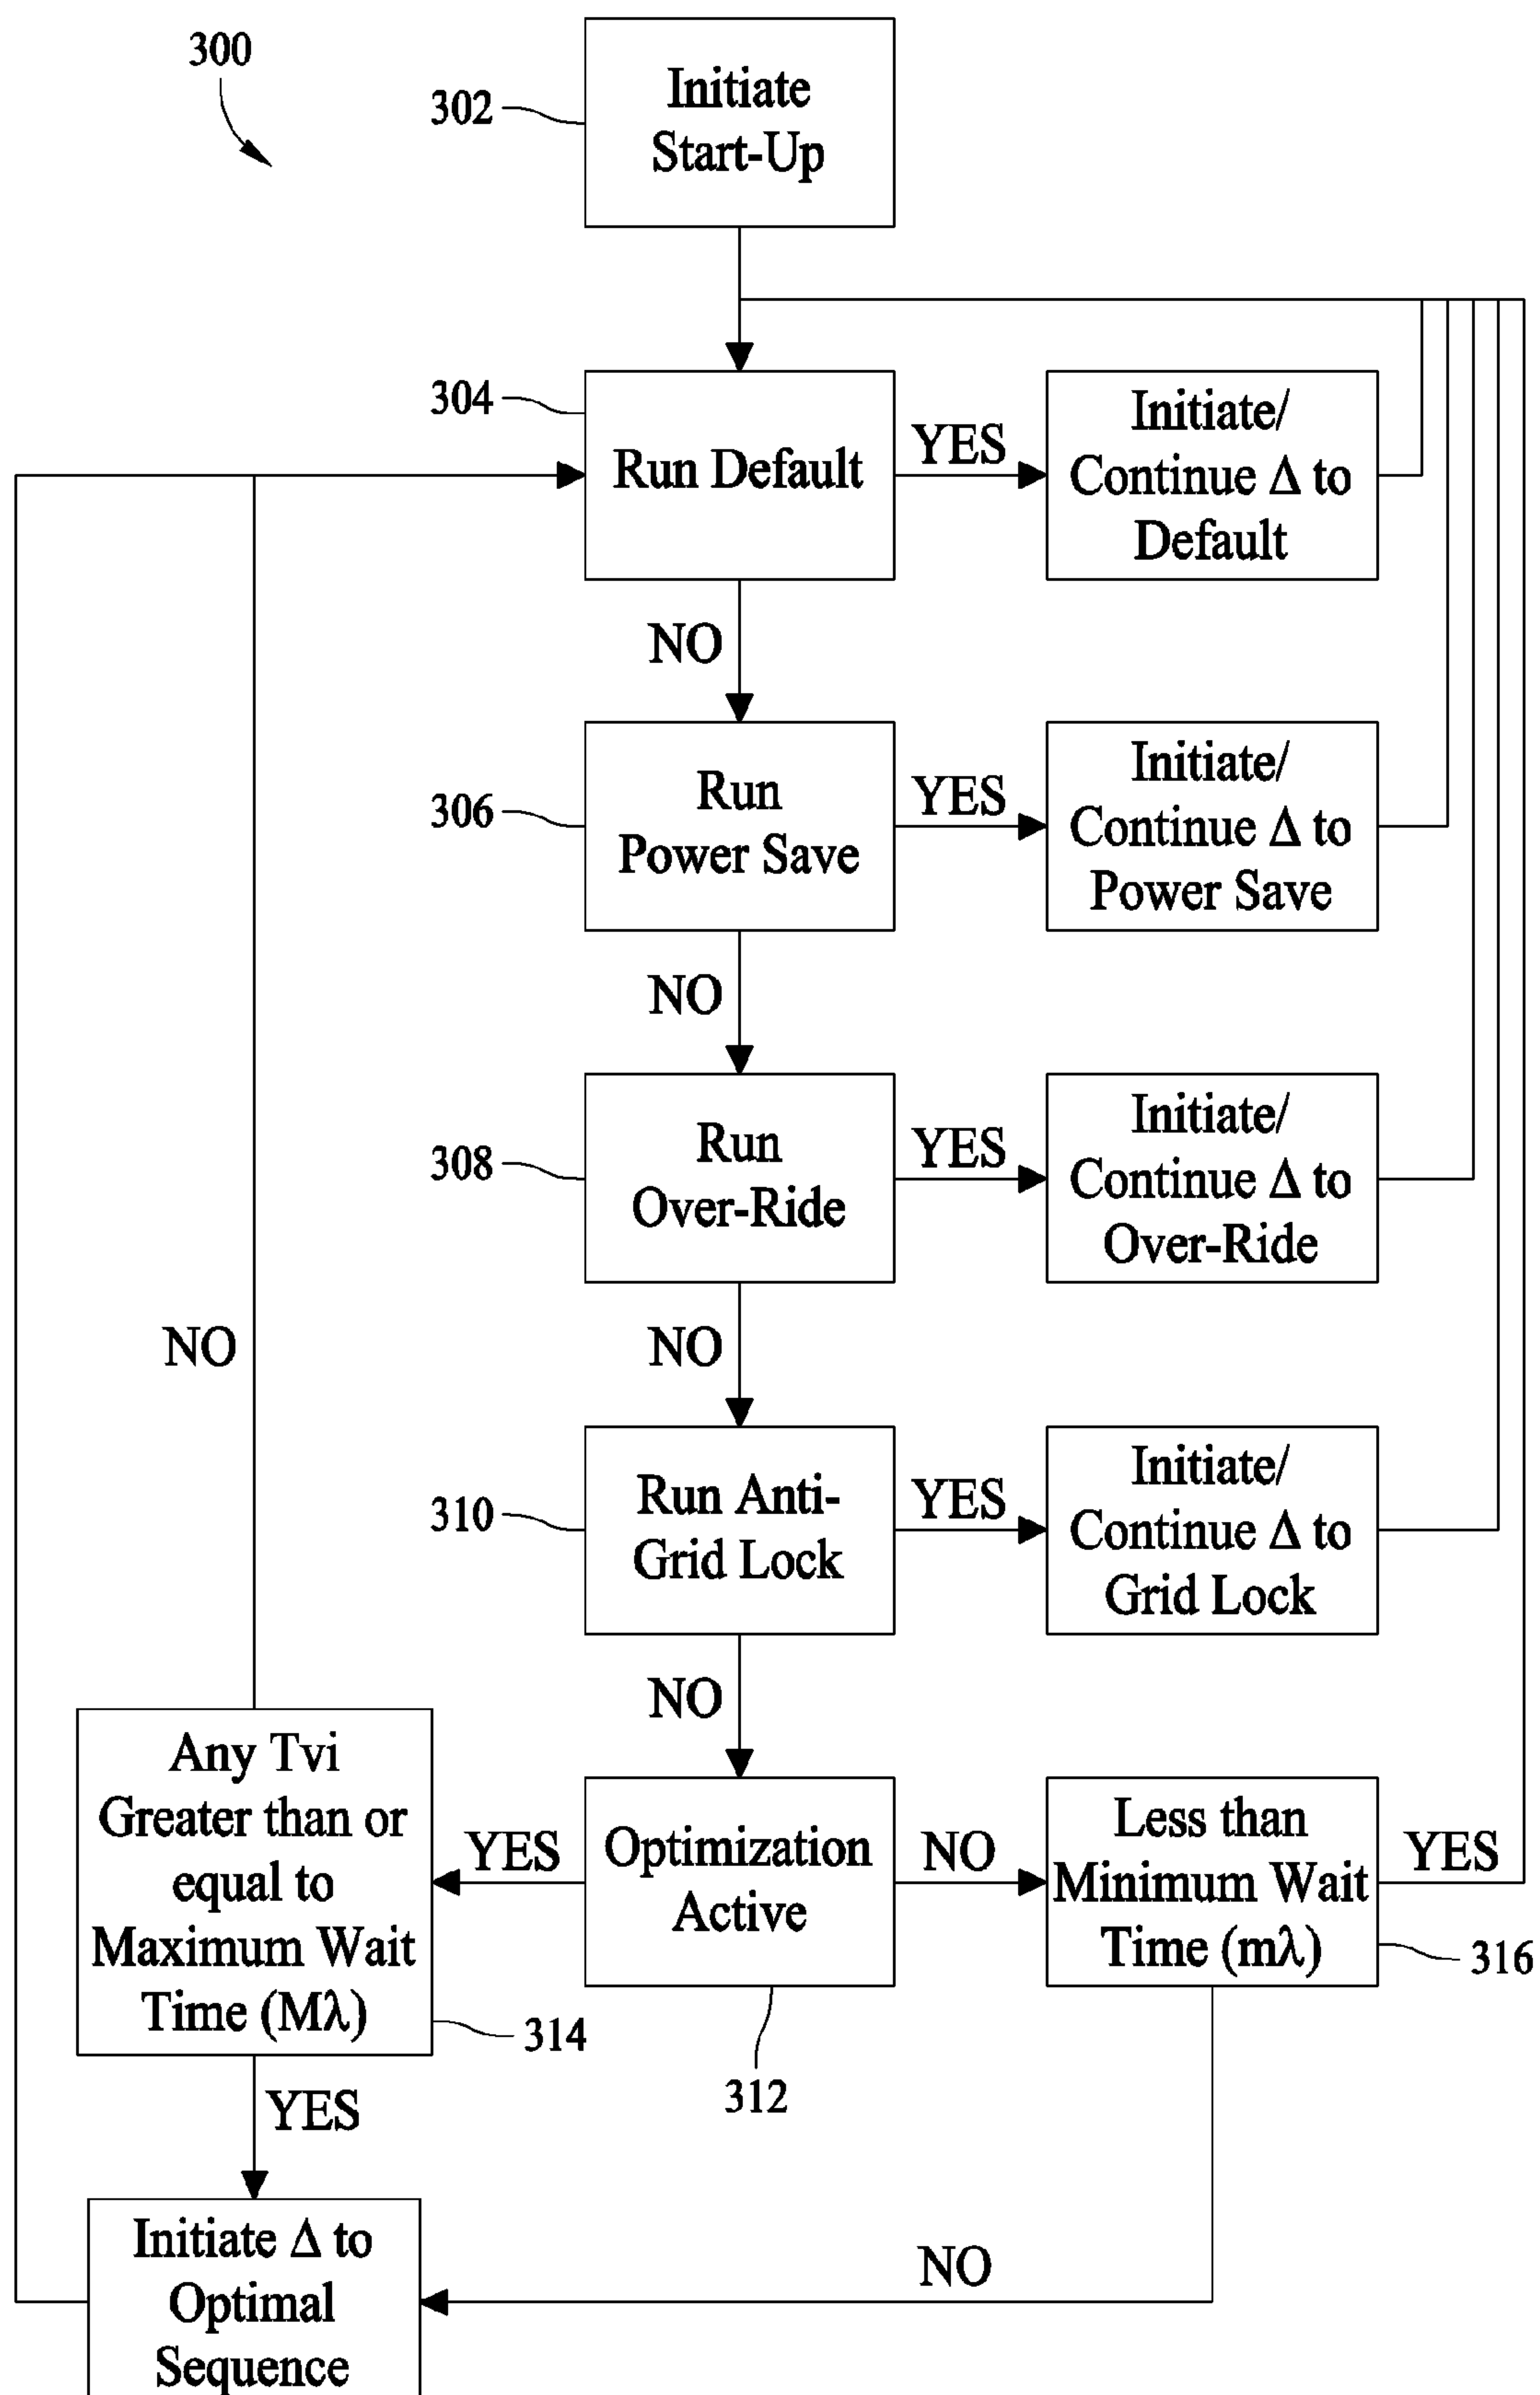 300
302
Initiate
Start-Up
304
Run Default
YES
Initiate/
Continue Δ to
Default
NO
306
Run
Power Save
YES
Initiate/
Continue Δ to
Power Save
NO
308
Run
Over-Ride
YES
Initiate/
Continue Δ to
Over-Ride
NO
NO
310
Run Anti-
Grid Lock
YES
Initiate/
Continue Δ to
Grid Lock
NO
Any Tvi
Greater than or
equal to
Maximum Wait
Time (Mλ)
314
YES
Optimization
Active
312
NO
Less than
Minimum Wait
Time (mλ)
YES
316
YES
Initiate Δ to
Optimal
Sequence
NO